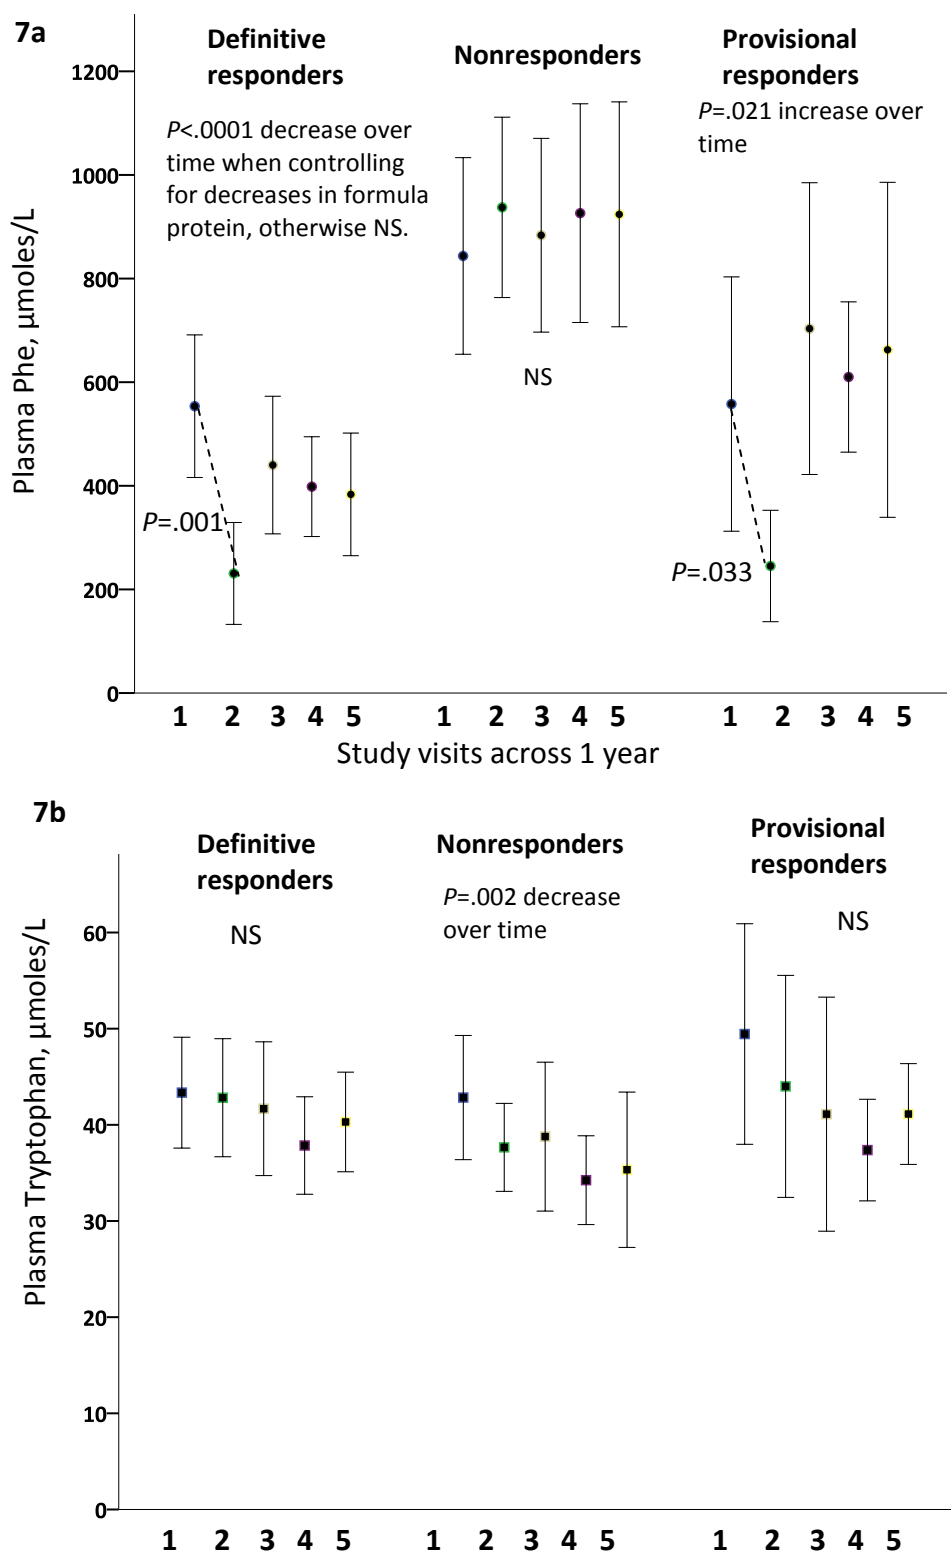 7a
Definitive
responders
Nonresponders
Provisional
responders
P<.0001 decrease over
time when controlling
for decreases in formula
protein, otherwise NS.
P=.021 increase over
time
Plasma Phe, µmoles/L
1200
1000
800
600
400
200
0
P=.001
NS
P=.033
1 2 3 4 5 1 2 3 4 5 1 2 3 4 5
Study visits across 1 year
7b
Definitive
responders
Nonresponders
Provisional
responders
NS
P=.002 decrease
over time
NS
Plasma Tryptophan, µmoles/L
60
50
40
30
20
10
0
1 2 3 4 5 1 2 3 4 5 1 2 3 4 5